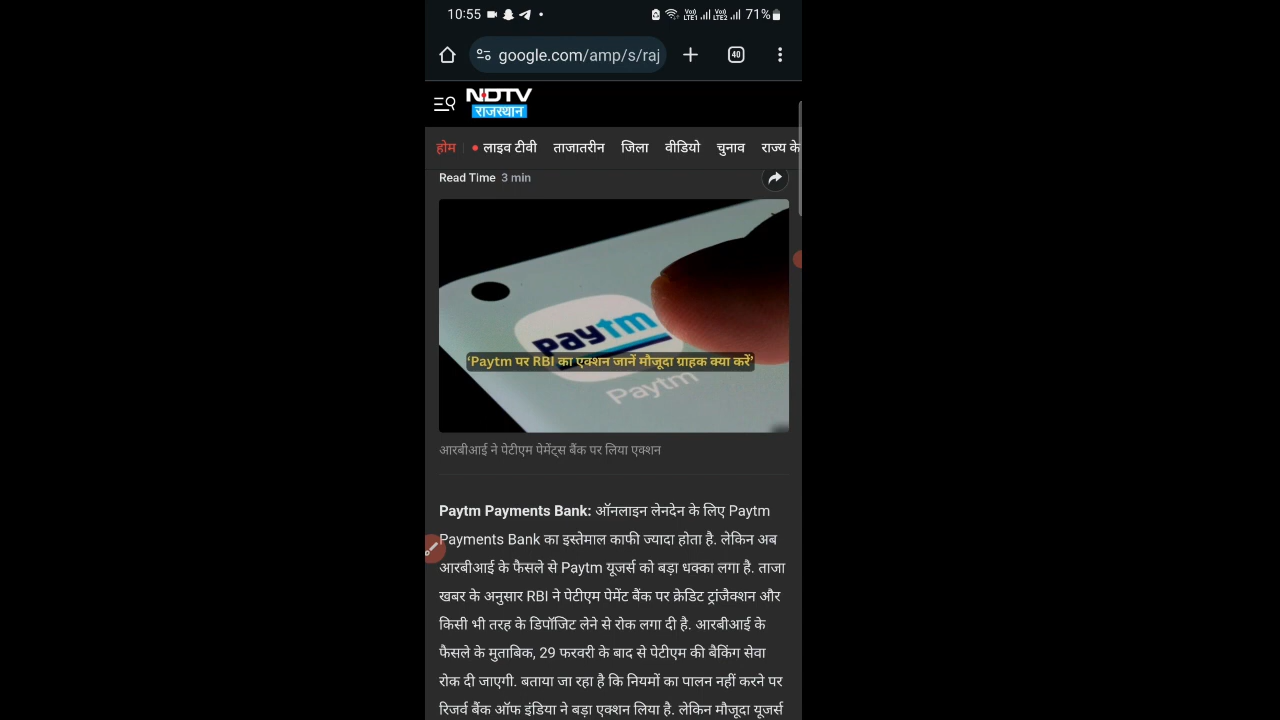 10:55
VoJ LTE1 VoJ LTE2 71%
google.com/amp/s/raj
40
NDTV
राजस्थान
होम लाइव टीवी ताजातरीन जिला वीडियो चुनाव राज्य के
Read Time 3 min
Paytm
‘Paytm पर RBI का एक्शन जानें मौजूदा ग्राहक क्या करें’
Paytm
आरबीआई ने पेटीएम पेमेंट्स बैंक पर लिया एक्शन
Paytm Payments Bank: ऑनलाइन लेनदेन के लिए Paytm
Payments Bank का इस्तेमाल काफी ज्यादा होता है. लेकिन अब
आरबीआई के फैसले से Paytm यूजर्स को बड़ा धक्का लगा है. ताजा
खबर के अनुसार RBI ने पेटीएम पेमेंट बैंक पर क्रेडिट ट्रांजैक्शन और
किसी भी तरह के डिपॉजिट लेने से रोक लगा दी है. आरबीआई के
फैसले के मुताबिक, 29 फरवरी के बाद से पेटीएम की बैकिंग सेवा
रोक दी जाएगी. बताया जा रहा है कि नियमों का पालन नहीं करने पर
रिजर्व बैंक ऑफ इंडिया ने बड़ा एक्शन लिया है. लेकिन मौजूदा यूजर्स